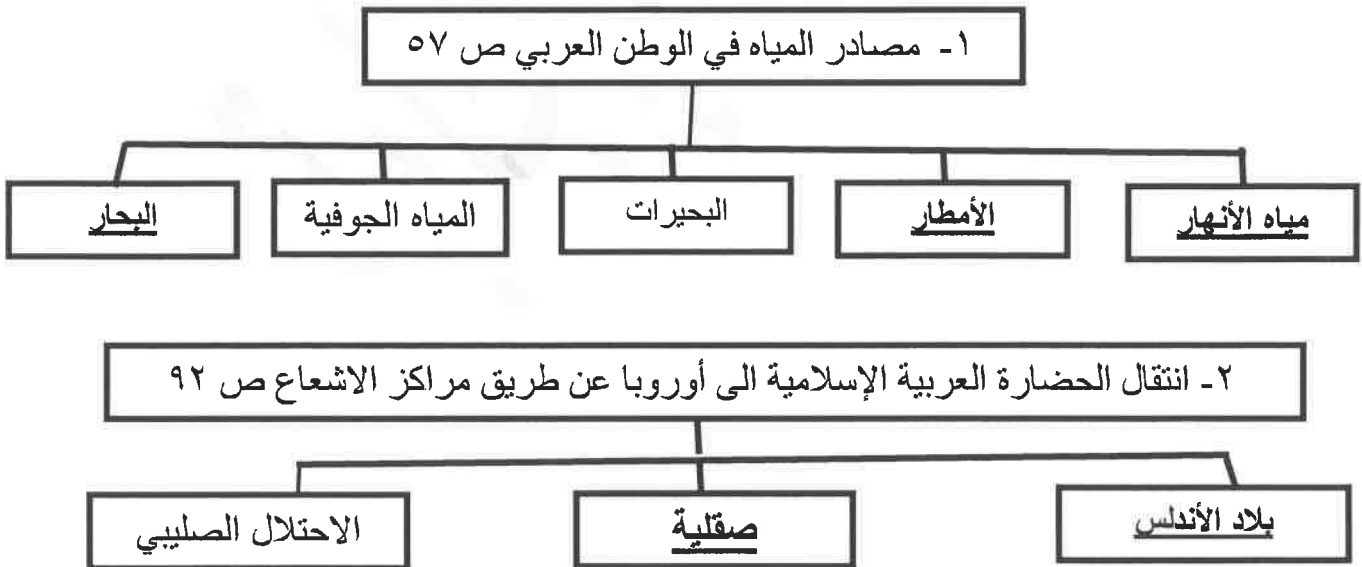 ١- مصادر المياه في الوطن العربي ص ٥٧
مياه الأنهار
الأمطار
البحيرات
المياه الجوفية
البحار
٢- انتقال الحضارة العربية الإسلامية الى أوروبا عن طريق مراكز الاشعاع ص ٩٢
بلاد الأندلس
صقلية
الاحتلال الصليبي